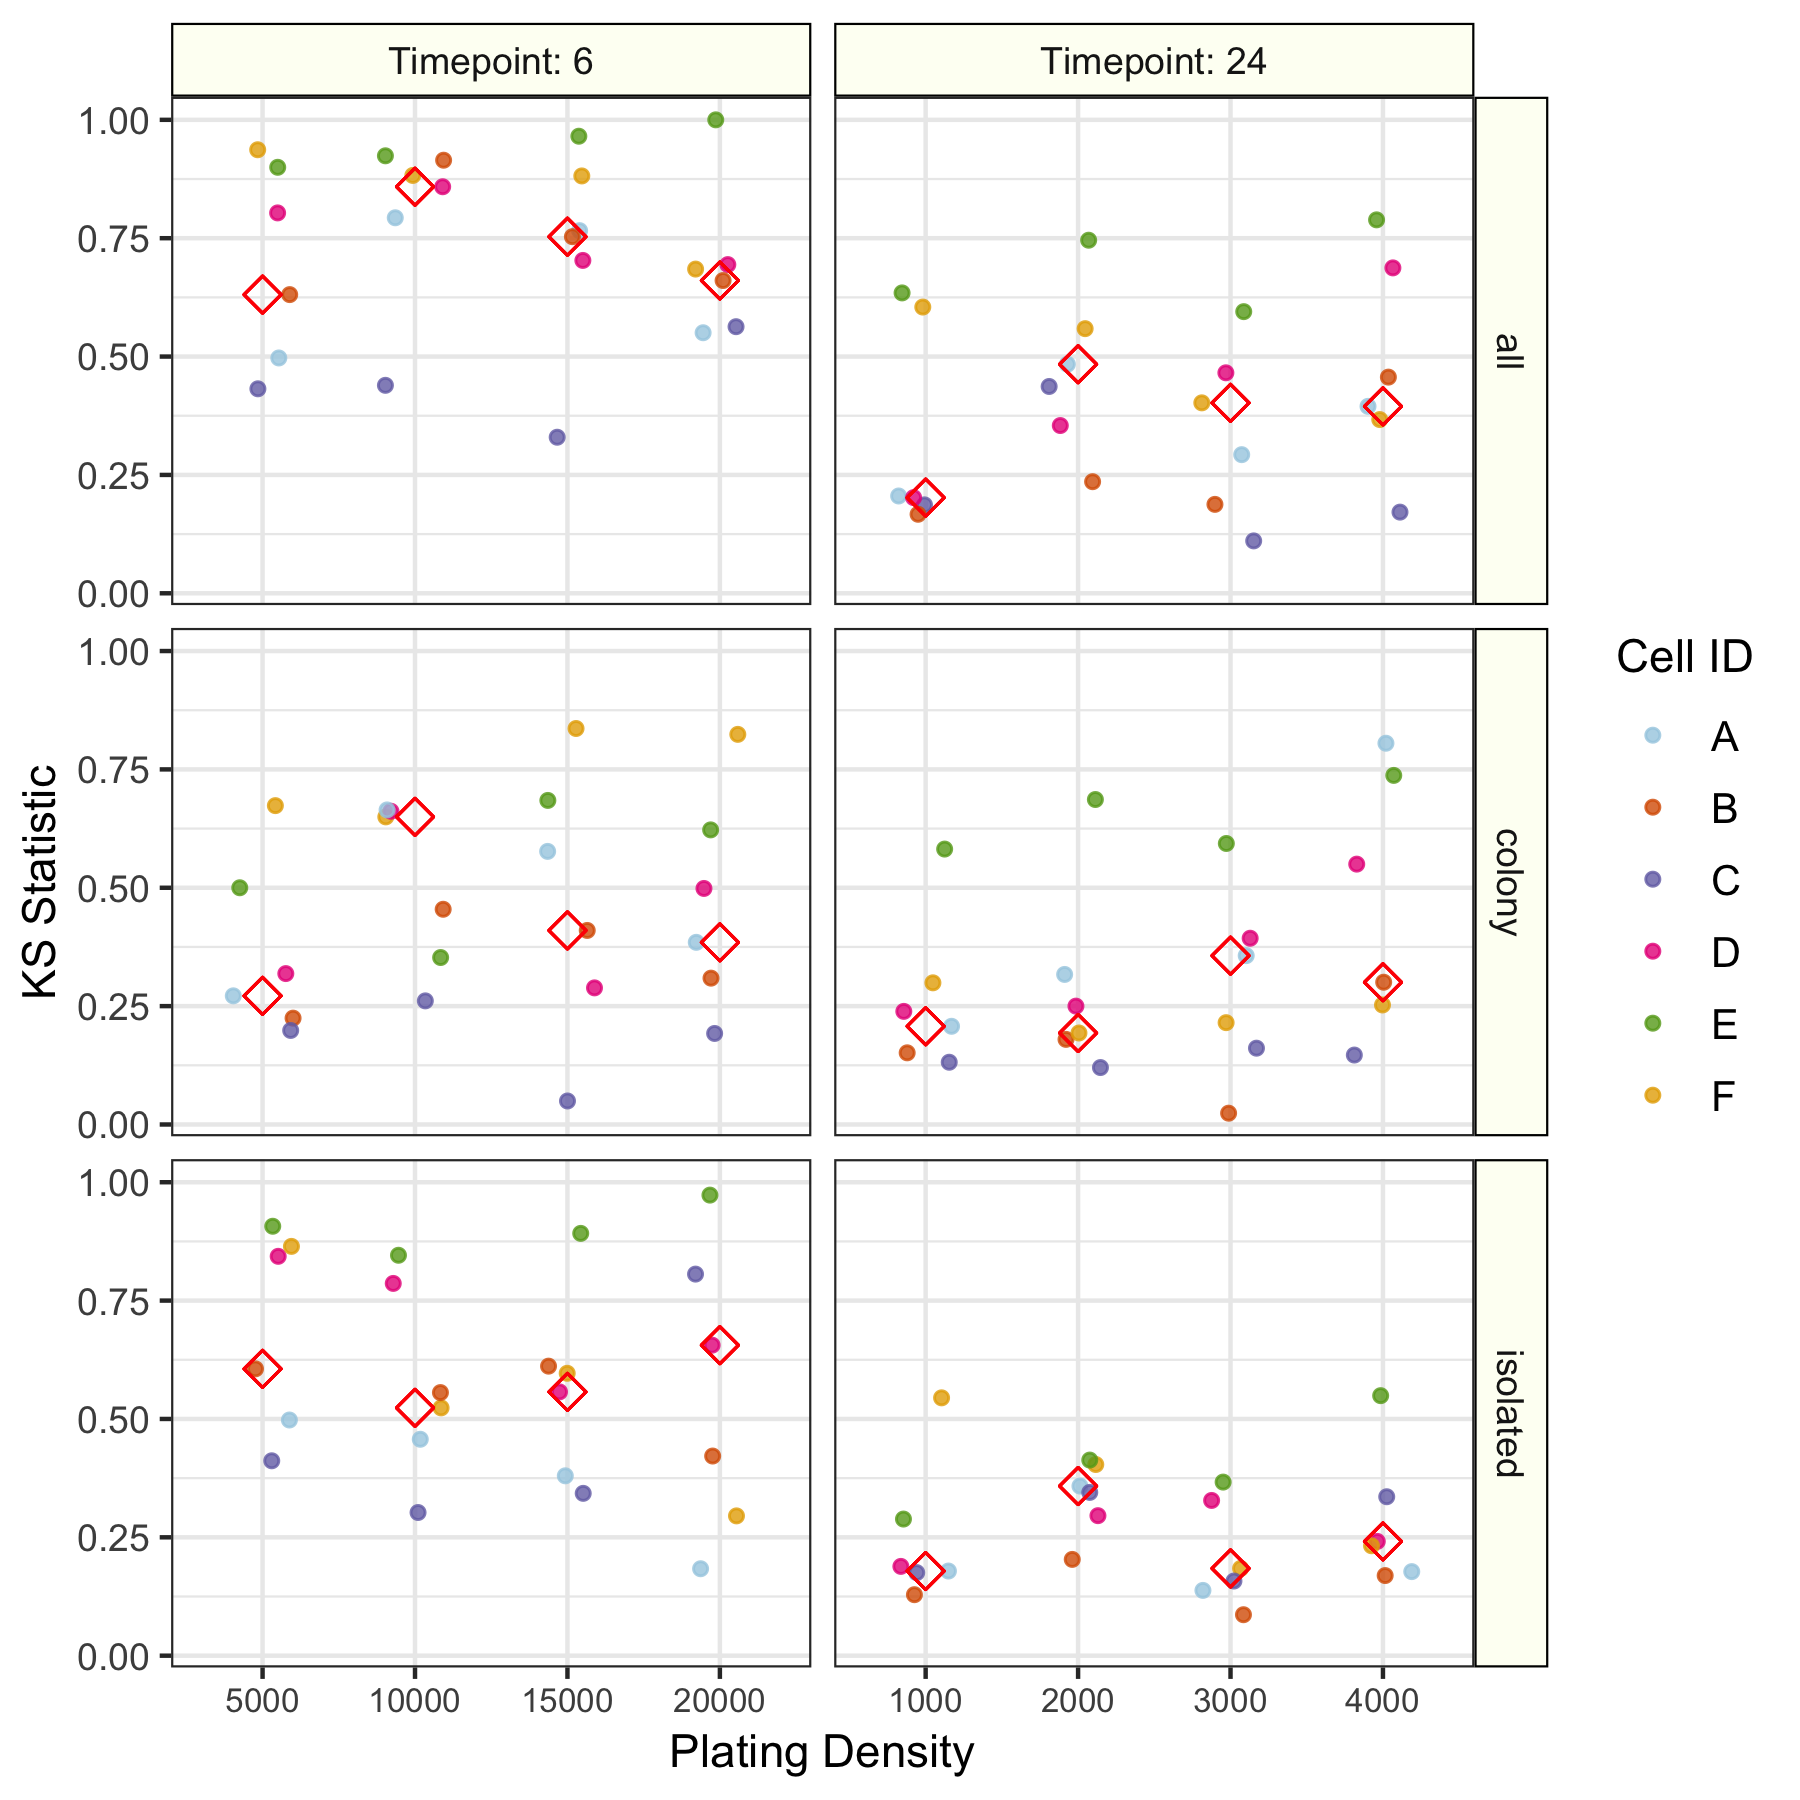 Timepoint: 6
Timepoint: 24
1.00
0.75
0.50
0.25
0.00
all
1.00
0.75
0.50
0.25
0.00
colony
1.00
0.75
0.50
0.25
0.00
isolated
KS Statistic
5000 10000 15000 20000
1000 2000 3000 4000
Plating Density
Cell ID
A
B
C
D
E
F